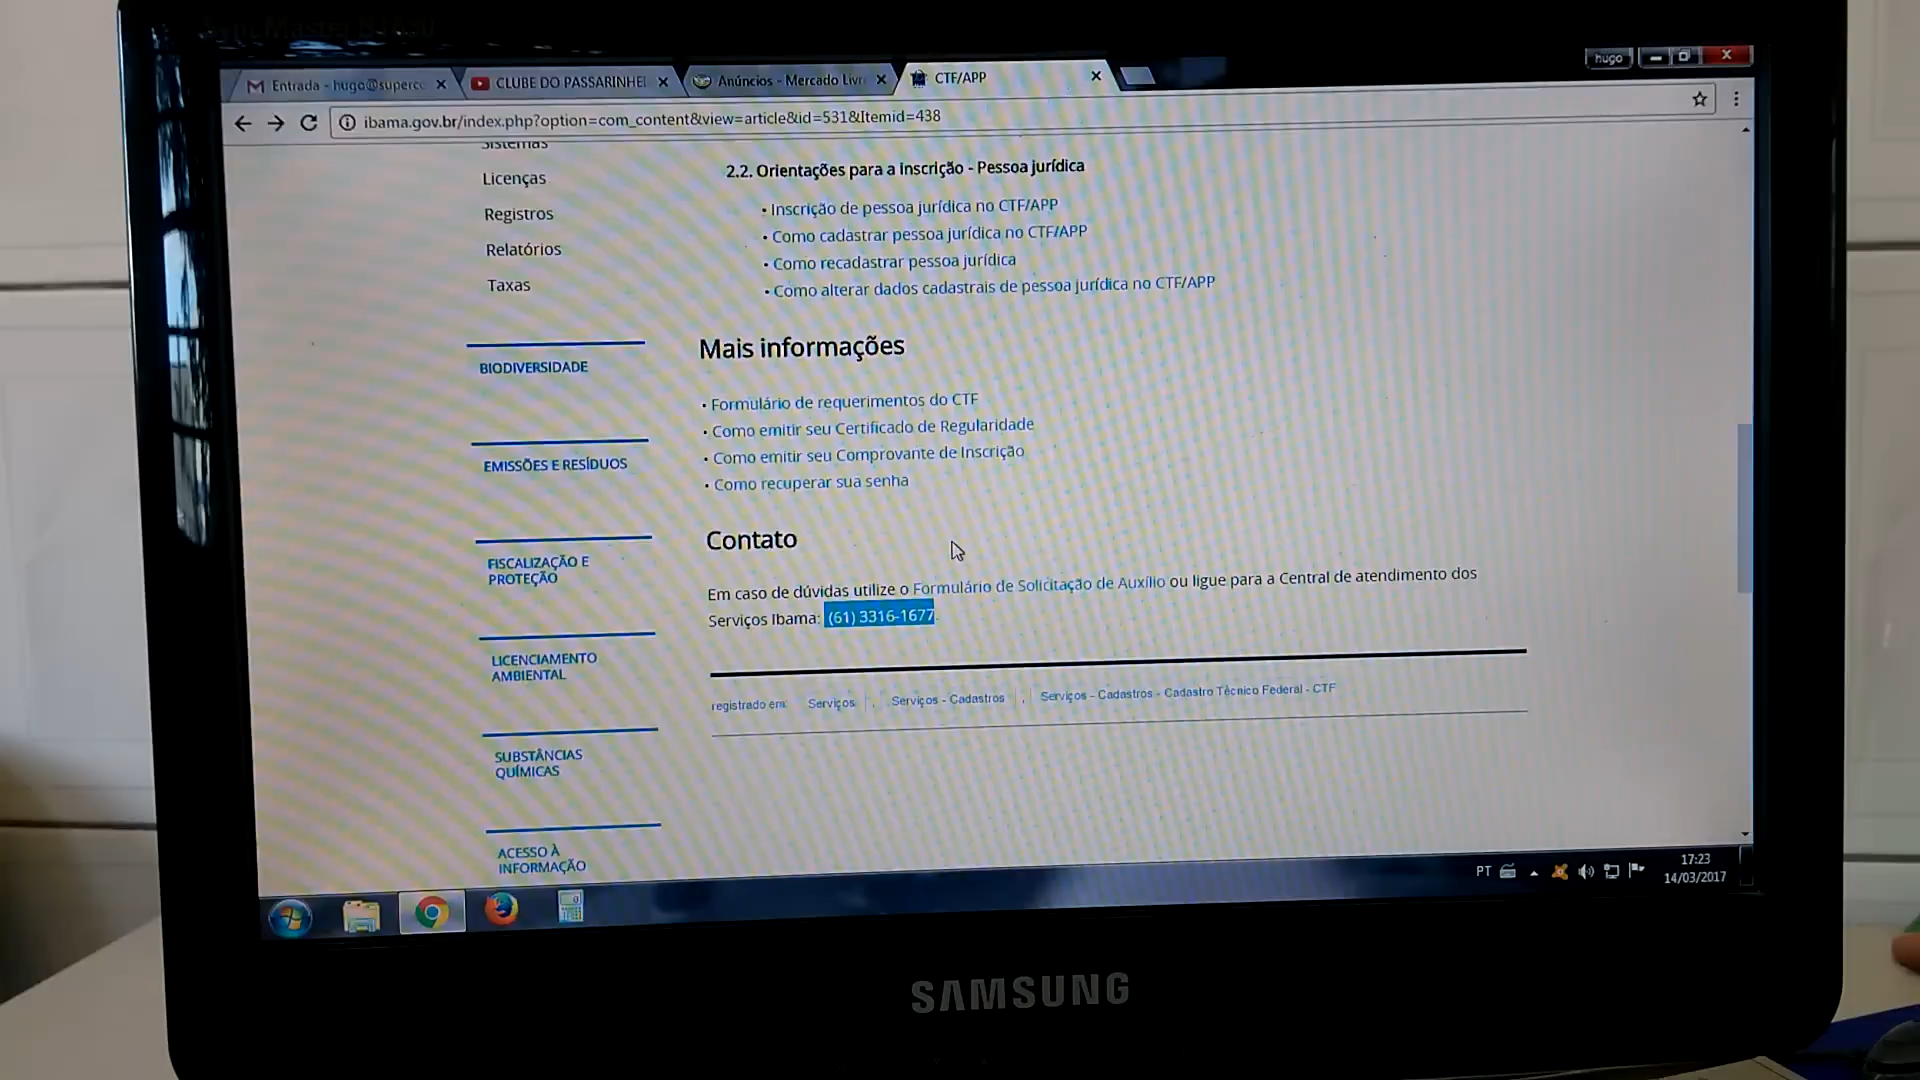 SyncMaster
hugo
Entrada - hugo@superco
CLUBE DO PASSARINHEI
Anúncios - Mercado Livr
CTF/APP
ibama.gov.br/index.php?option=com_content&view=article&id=531&Itemid=438
Sistemas
Licenças
Registros
Relatórios
Taxas
BIODIVERSIDADE
EMISSÕES E RESÍDUOS
FISCALIZAÇÃO E
PROTEÇÃO
LICENCIAMENTO
AMBIENTAL
SUBSTÂNCIAS
QUÍMICAS
ACESSO À
INFORMAÇÃO
2.2. Orientações para a inscrição - Pessoa jurídica
• Inscrição de pessoa jurídica no CTF/APP
• Como cadastrar pessoa jurídica no CTF/APP
• Como recadastrar pessoa jurídica
• Como alterar dados cadastrais de pessoa jurídica no CTF/APP
Mais informações
• Formulário de requerimentos do CTF
• Como emitir seu Certificado de Regularidade
• Como emitir seu Comprovante de Inscrição
• Como recuperar sua senha
Contato
Em caso de dúvidas utilize o Formulário de Solicitação de Auxílio ou ligue para a Central de atendimento dos
Serviços Ibama: (61) 3316-1677
registrado em: Serviços , Serviços - Cadastros , Serviços - Cadastros - Cadastro Técnico Federal - CTF
PT
17:23
14/03/2017
SAMSUNG